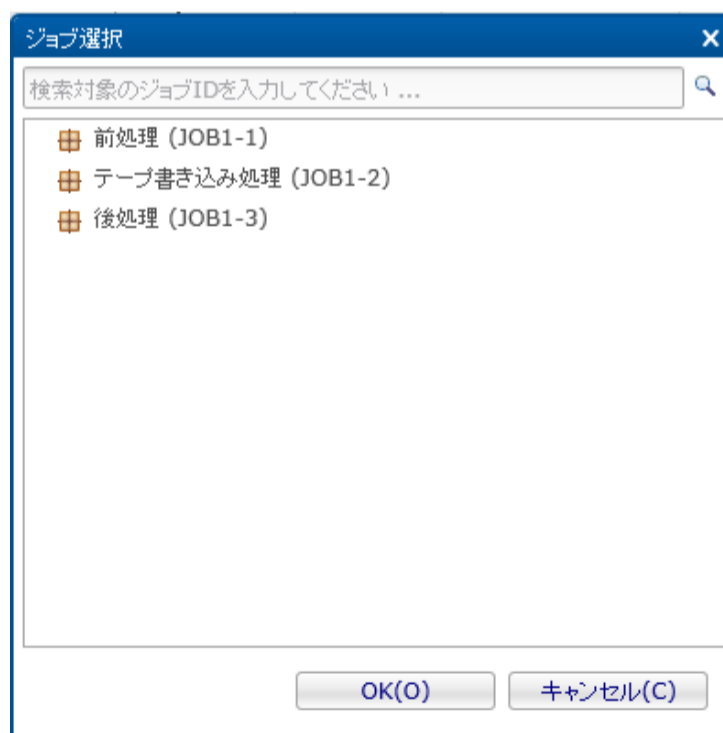 ジョブ選択
検索対象のジョブIDを入力してください ...
前処理 (JOB1-1)
テープ書き込み処理 (JOB1-2)
後処理 (JOB1-3)
OK(O) キャンセル(C)